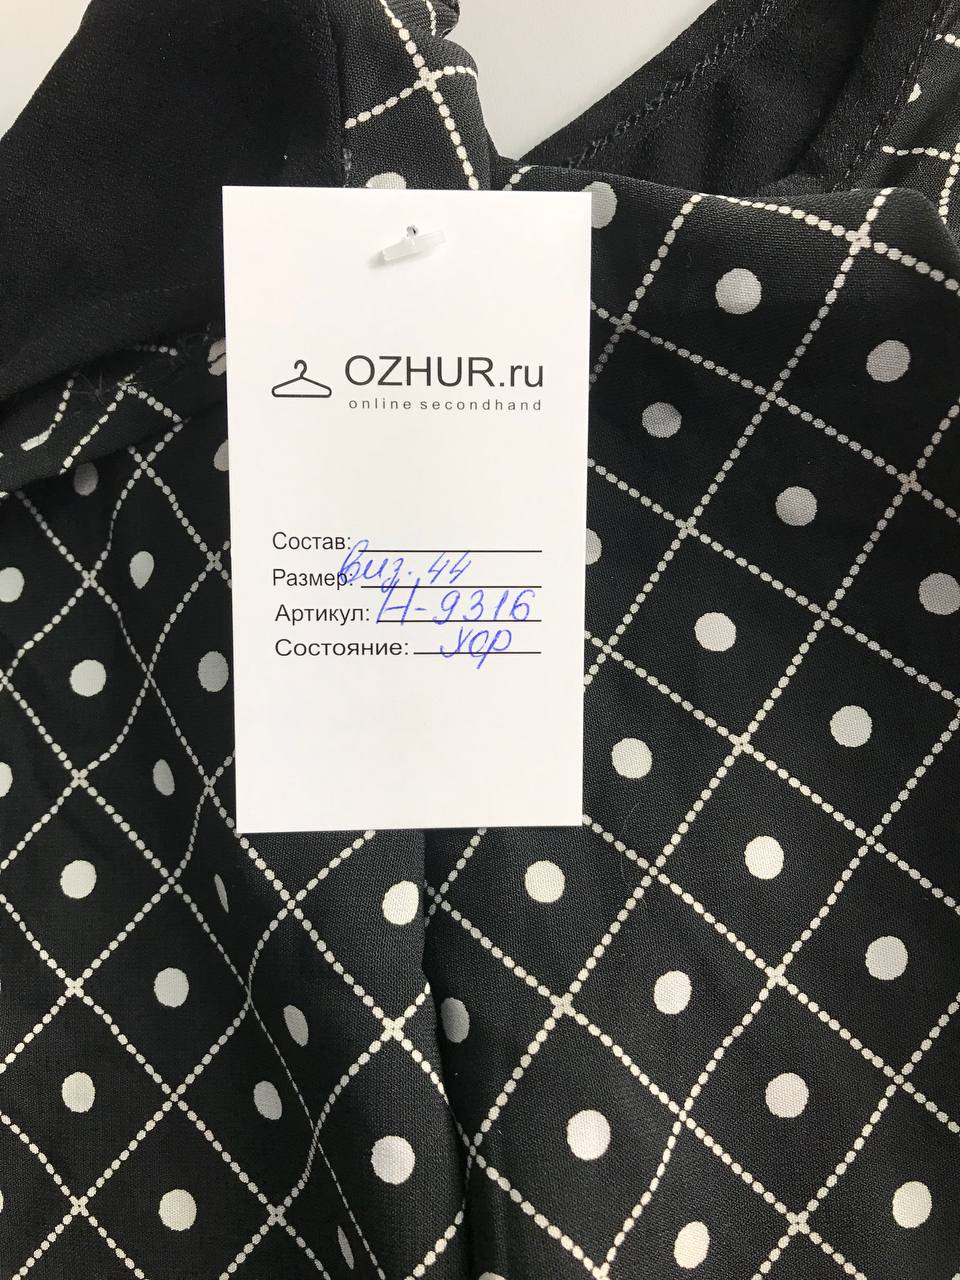 OZHUR.ru
online secondhand
Состав:
Размер: виз. 44
Артикул: Н-9316
Состояние: хор